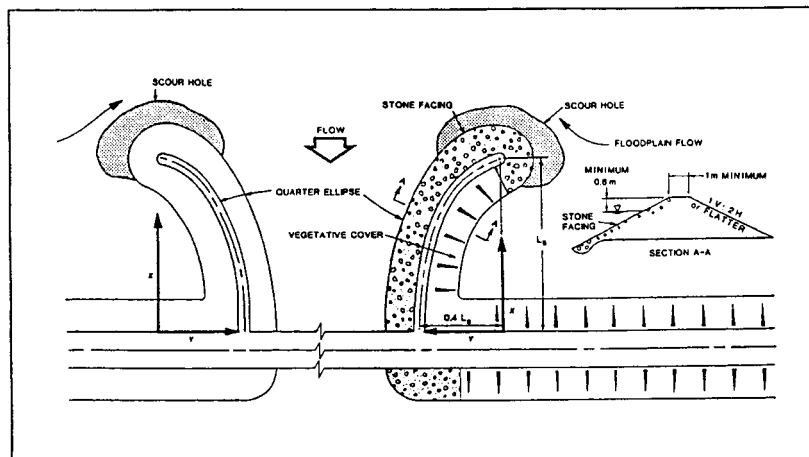 SCOUR HOLE
STONE FACING
SCOUR HOLE
FLOW
FLOODPLAIN FLOW
MINIMUM
0.6 m
1m MINIMUM
QUARTER ELLIPSE
A
1V:2H
or FLATTER
STONE
FACING
VEGETATIVE COVER
A
Ls
SECTION A-A
X
X
0.4 Ls
Y
Y